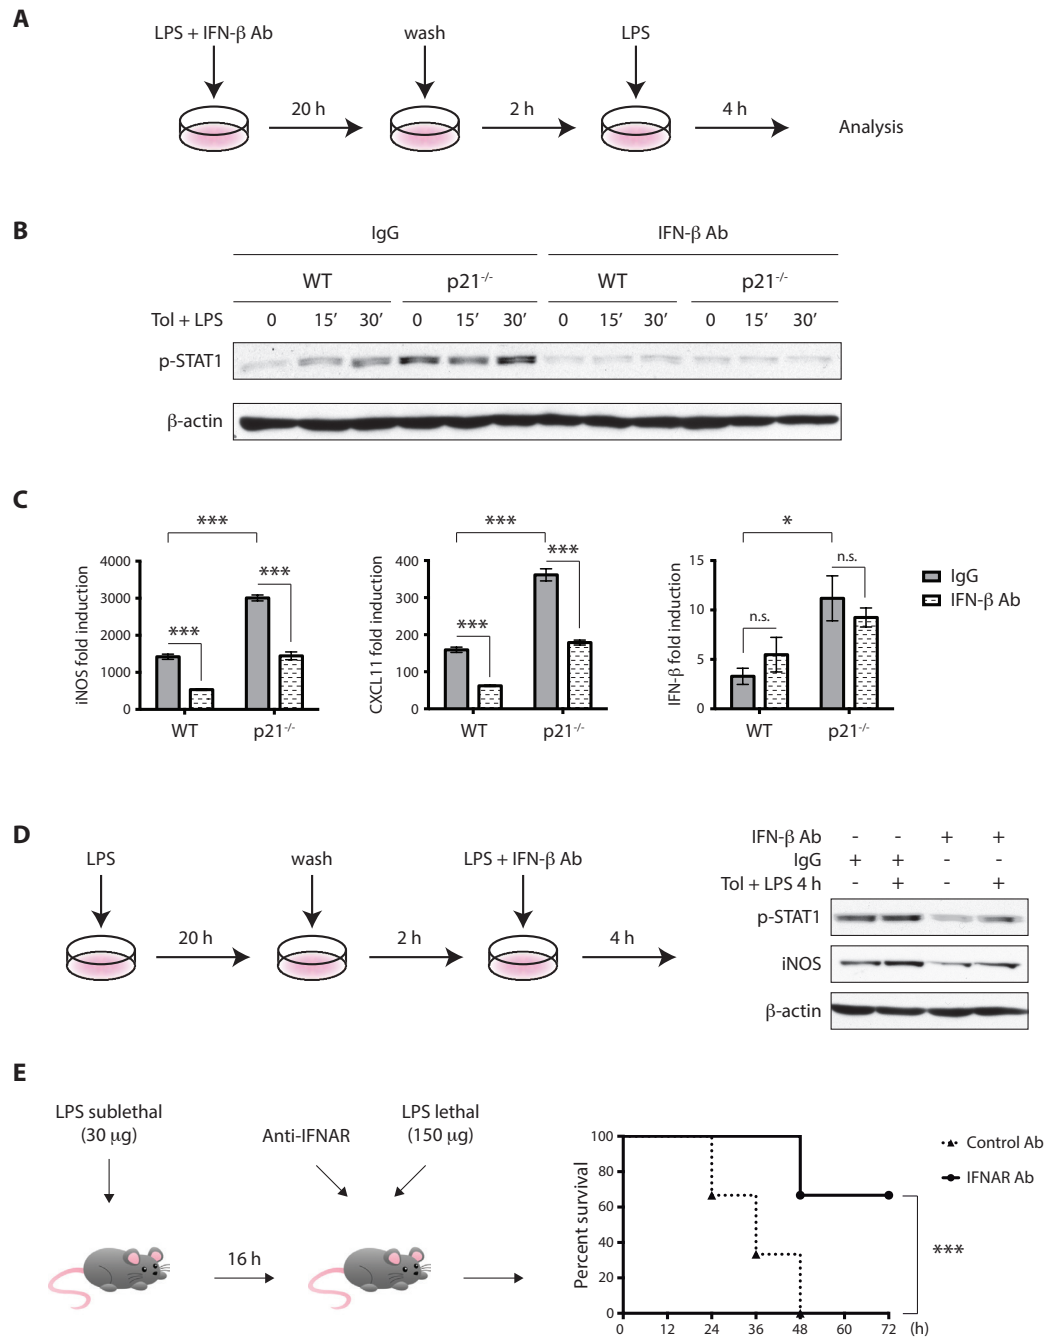 A
LPS + IFN-β Ab
wash
LPS
20 h
2 h
4 h
Analysis
B
IgG
IFN-β Ab
WT
p21-/-
WT
p21-/-
Tol + LPS
0
15’
30’
0
15’
30’
0
15’
30’
0
15’
30’
p-STAT1
β-actin
C
iNOS fold induction
4000
3000
2000
1000
0
***
***
***
WT
p21-/-
CXCL11 fold induction
400
300
200
100
0
***
***
***
WT
p21-/-
IFN-β fold induction
15
10
5
0
*
n.s.
n.s.
WT
p21-/-
IgG
IFN-β Ab
D
LPS
wash
LPS + IFN-β Ab
20 h
2 h
4 h
IFN-β Ab - - + +
IgG + + - -
Tol + LPS 4 h - + - +
p-STAT1
iNOS
β-actin
E
LPS sublethal
(30 µg)
Anti-IFNAR
LPS lethal
(150 µg)
16 h
Percent survival
100
80
60
40
20
0
0 12 24 36 48 60 72 (h)
Control Ab
IFNAR Ab
***